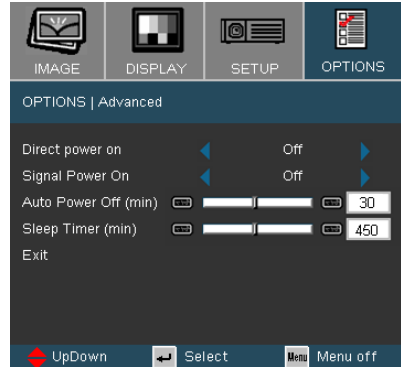 IMAGE DISPLAY SETUP OPTIONS
OPTIONS | Advanced
Direct power on Off
Signal Power On Off
Auto Power Off (min) 30
Sleep Timer (min) 450
Exit
UpDown Select Menu Menu off